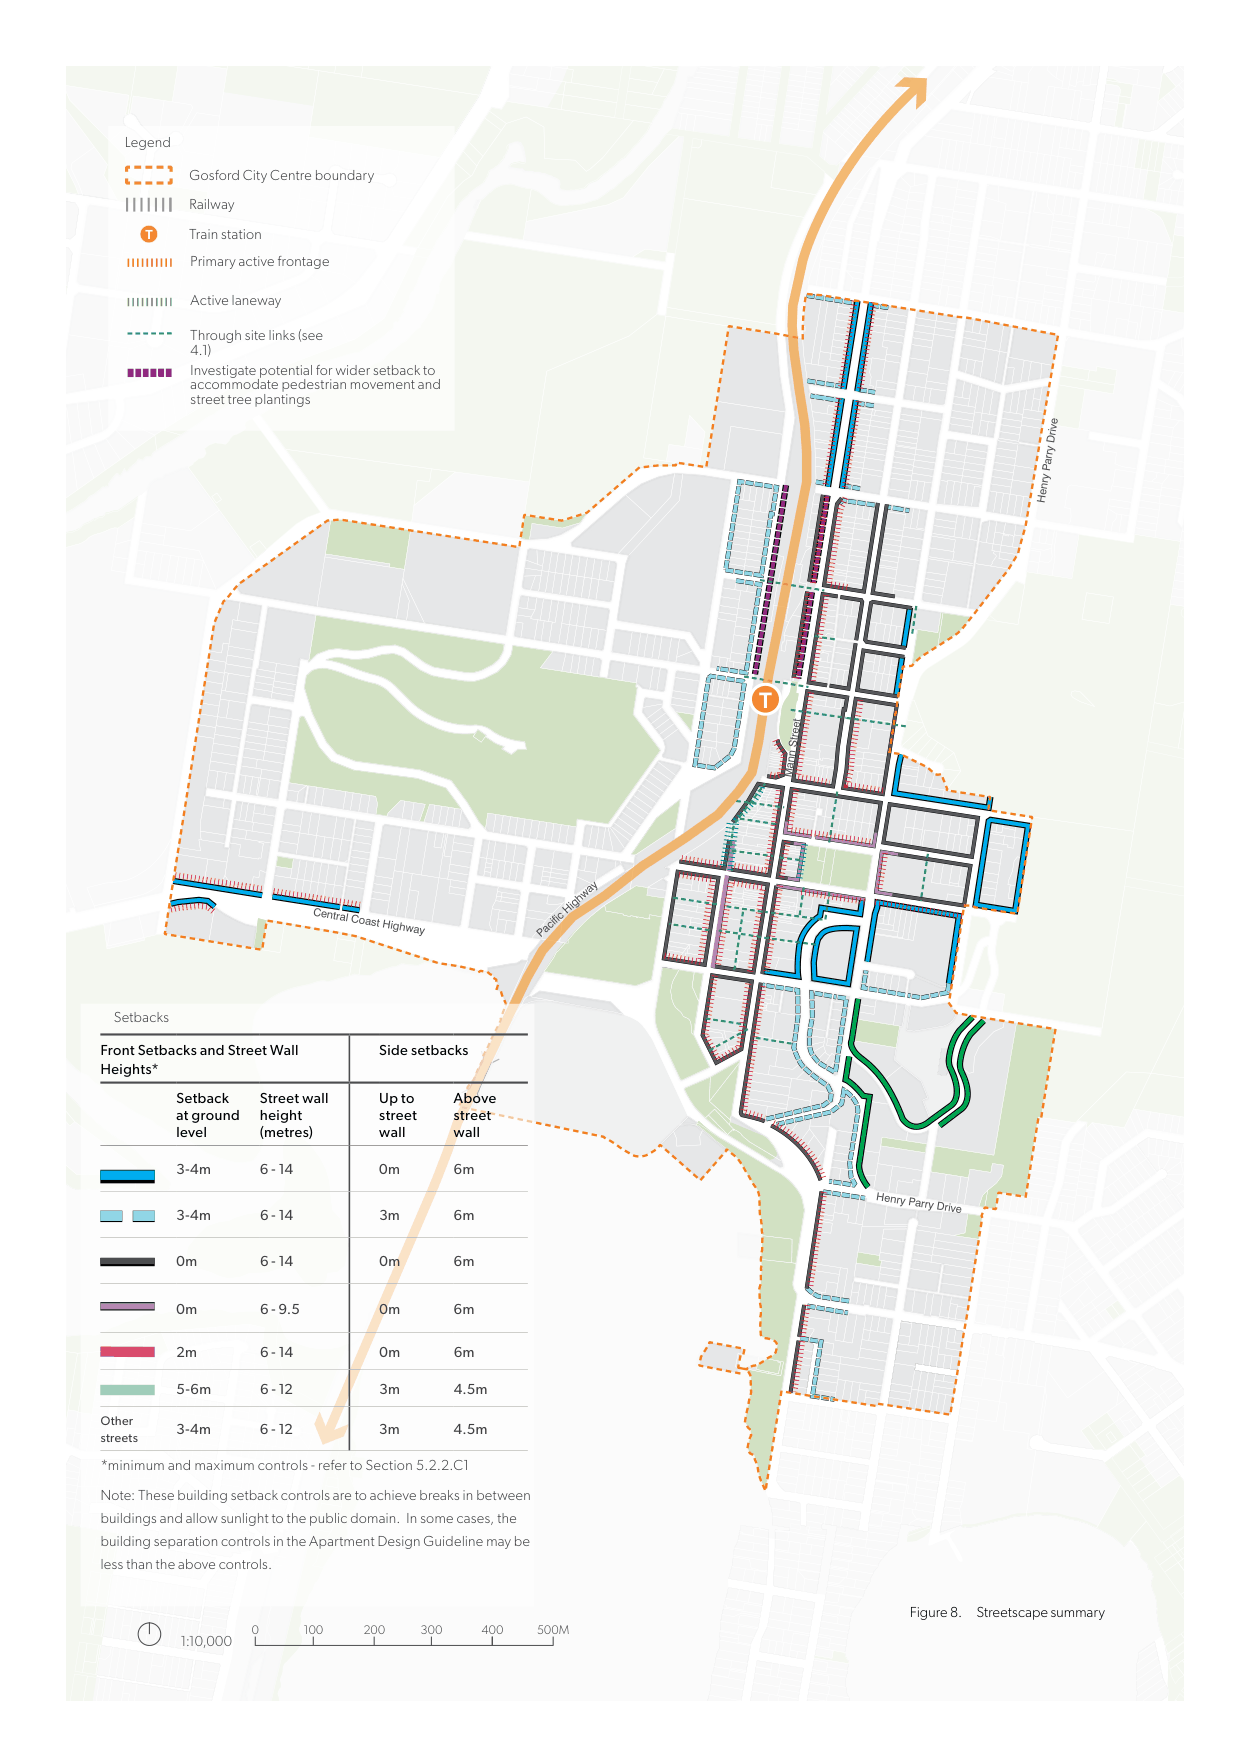 Legend
Gosford City Centre boundary
Railway
T
Train station
Primary active frontage
Active laneway
Through site links (see
4.1)
Investigate potential for wider setback to
accommodate pedestrian movement and
street tree plantings
Henry Parry Drive
T
Mann Street
Pacific Highway
Central Coast Highway
Henry Parry Drive
Setbacks
Front Setbacks and Street Wall
Heights*
Side setbacks
Setback
at ground
level
Street wall
height
(metres)
Up to
street
wall
Above
street
wall
3-4m 6 - 14 0m 6m
3-4m 6 - 14 3m 6m
0m 6 - 14 0m 6m
0m 6 - 9.5 0m 6m
2m 6 - 14 0m 6m
5-6m 6 - 12 3m 4.5m
Other
streets
3-4m 6 - 12 3m 4.5m
*minimum and maximum controls - refer to Section 5.2.2.C1
Note: These building setback controls are to achieve breaks in between
buildings and allow sunlight to the public domain. In some cases, the
building separation controls in the Apartment Design Guideline may be
less than the above controls.
1:10,000
0 100 200 300 400 500M
Figure 8. Streetscape summary